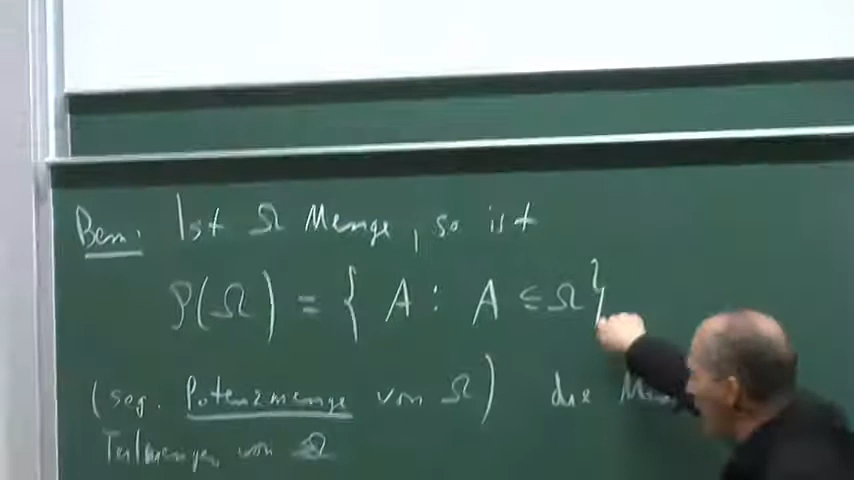 Bem.: Ist Ω Menge, so ist
P(Ω) = { A : A ⊆ Ω }
(sog. Potenzmenge von Ω) die
Teilmengen von Ω